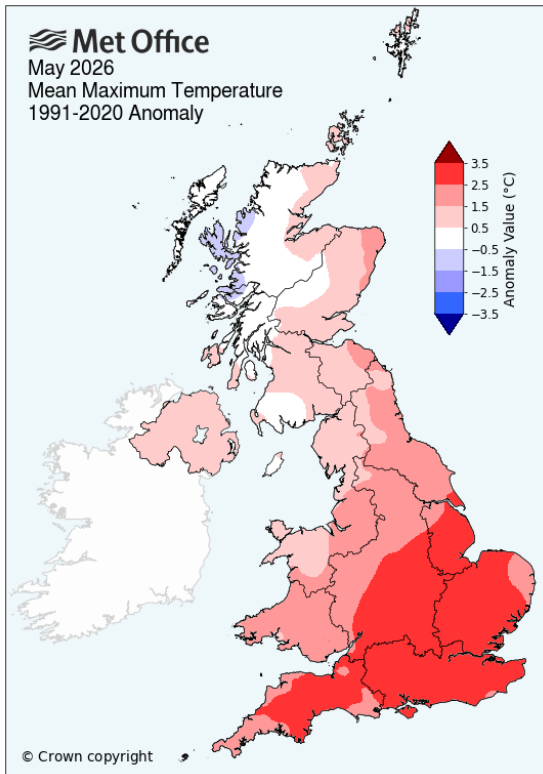 Met Office
May 2026
Mean Maximum Temperature
1991-2020 Anomaly
3.5
2.5
1.5
0.5
−0.5
−1.5
−2.5
−3.5
Anomaly Value (°C)
© Crown copyright